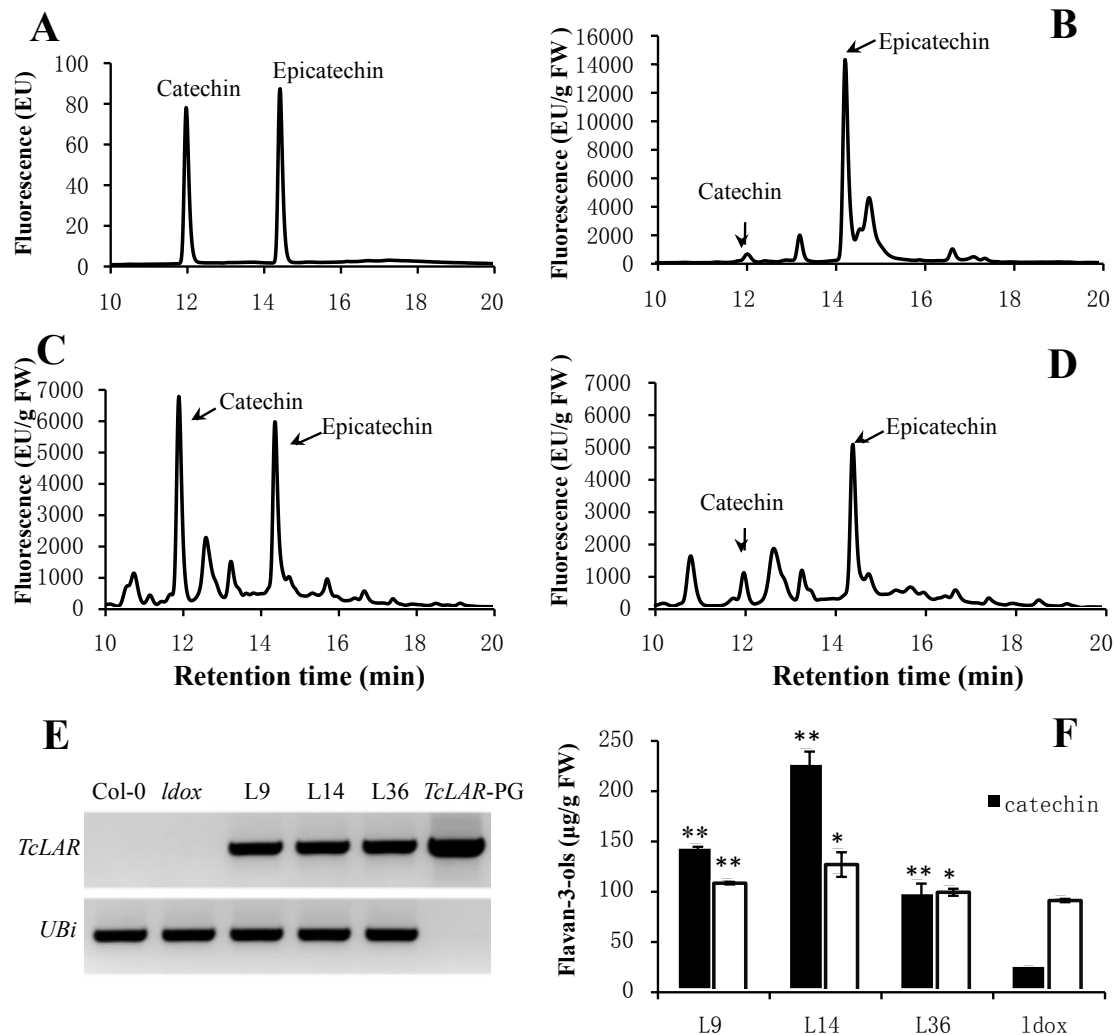 A
Fluorescence (EU)
100
80
60
40
20
0
Catechin
Epicatechin
10 12 14 16 18 20
B
Fluorescence (EU/g FW)
16000
14000
12000
10000
8000
6000
4000
2000
0
Epicatechin
Catechin
10 12 14 16 18 20
C
Fluorescence (EU/g FW)
7000
6000
5000
4000
3000
2000
1000
0
Catechin
Epicatechin
10 12 14 16 18 20
Retention time (min)
D
Fluorescence (EU/g FW )
7000
6000
5000
4000
3000
2000
1000
0
Epicatechin
Catechin
10 12 14 16 18 20
Retention time (min)
E
Col-0 ldox L9 L14 L36 TcLAR-PG
TcLAR
UBi
F
Flavan-3-ols (µg/g FW)
250
200
150
100
50
0
catechin
** **
** *
** *
L9 L14 L36 ldox